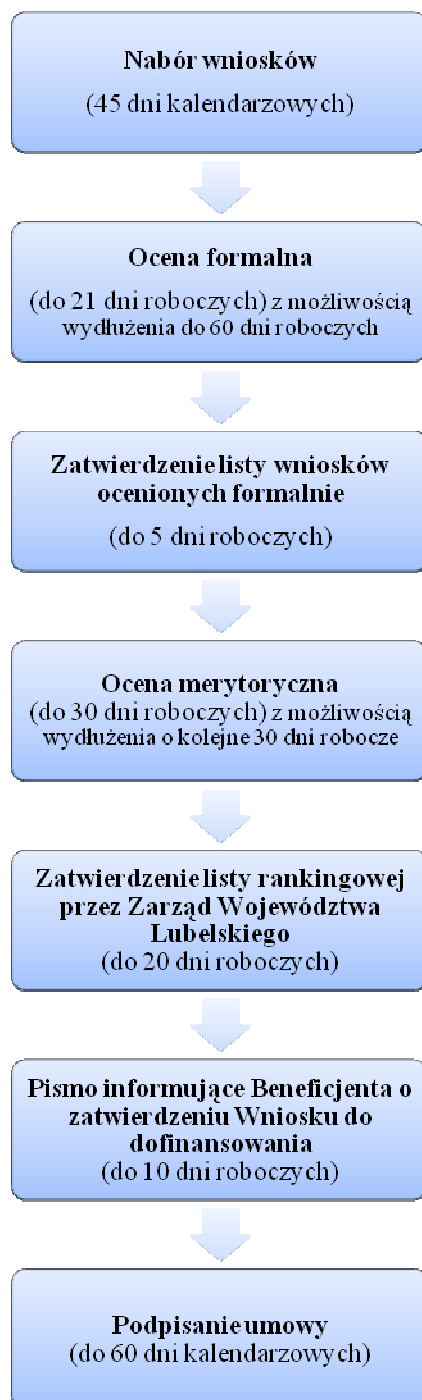 Nabór wniosków
(45 dni kalendarzowych)
Ocena formalna
(do 21 dni roboczych) z możliwością
wydłużenia do 60 dni roboczych
Zatwierdzenie listy wniosków
ocenionych formalnie
(do 5 dni roboczych)
Ocena merytoryczna
(do 30 dni roboczych) z możliwością
wydłużenia o kolejne 30 dni robocze
Zatwierdzenie listy rankingowej
przez Zarząd Województwa
Lubelskiego
(do 20 dni roboczych)
Pismo informujące Beneficjenta o
zatwierdzeniu Wniosku do
dofinansowania
(do 10 dni roboczych)
Podpisanie umowy
(do 60 dni kalendarzowych)